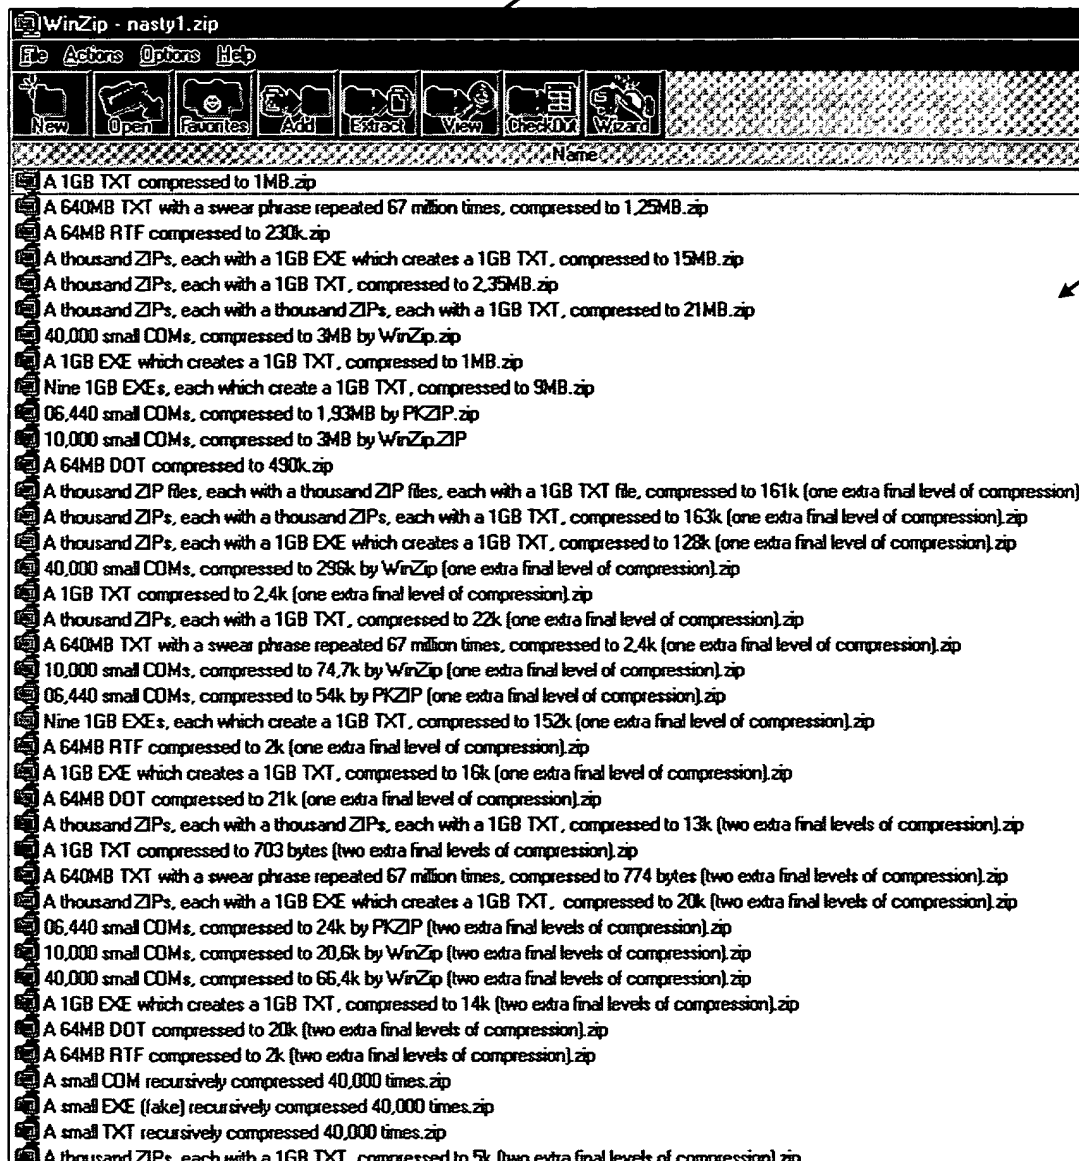 WinZip - nasty1.zip
File Actions Options Help
New Open Favorites Add Extract View CheckOut Wizard
Name
A 1GB TXT compressed to 1MB.zip
A 640MB TXT with a swear phrase repeated 67 million times, compressed to 1,25MB.zip
A 64MB RTF compressed to 230k.zip
A thousand ZIPs, each with a 1GB EXE which creates a 1GB TXT, compressed to 15MB.zip
A thousand ZIPs, each with a 1GB TXT, compressed to 2,35MB.zip
A thousand ZIPs, each with a thousand ZIPs, each with a 1GB TXT, compressed to 21MB.zip
40,000 small COMs, compressed to 3MB by WinZip.zip
A 1GB EXE which creates a 1GB TXT, compressed to 1MB.zip
Nine 1GB EXEs, each which create a 1GB TXT, compressed to 9MB.zip
06,440 small COMs, compressed to 1,93MB by PKZIP.zip
10,000 small COMs, compressed to 3MB by WinZip.ZIP
A 64MB DOT compressed to 490k.zip
A thousand ZIP files, each with a thousand ZIP files, each with a 1GB TXT file, compressed to 161k (one extra final level of compression)
A thousand ZIPs, each with a thousand ZIPs, each with a 1GB TXT, compressed to 163k (one extra final level of compression).zip
A thousand ZIPs, each with a 1GB EXE which creates a 1GB TXT, compressed to 128k (one extra final level of compression).zip
40,000 small COMs, compressed to 296k by WinZip (one extra final level of compression).zip
A 1GB TXT compressed to 2,4k (one extra final level of compression).zip
A thousand ZIPs, each with a 1GB TXT, compressed to 22k (one extra final level of compression).zip
A 640MB TXT with a swear phrase repeated 67 million times, compressed to 2,4k (one extra final level of compression).zip
10,000 small COMs, compressed to 74,7k by WinZip (one extra final level of compression).zip
06,440 small COMs, compressed to 54k by PKZIP (one extra final level of compression).zip
Nine 1GB EXEs, each which create a 1GB TXT, compressed to 152k (one extra final level of compression).zip
A 64MB RTF compressed to 2k (one extra final level of compression).zip
A 1GB EXE which creates a 1GB TXT, compressed to 16k (one extra final level of compression).zip
A 64MB DOT compressed to 21k (one extra final level of compression).zip
A thousand ZIPs, each with a thousand ZIPs, each with a 1GB TXT, compressed to 13k (two extra final levels of compression).zip
A 1GB TXT compressed to 703 bytes (two extra final levels of compression).zip
A 640MB TXT with a swear phrase repeated 67 million times, compressed to 774 bytes (two extra final levels of compression).zip
A thousand ZIPs, each with a 1GB EXE which creates a 1GB TXT, compressed to 20k (two extra final levels of compression).zip
06,440 small COMs, compressed to 24k by PKZIP (two extra final levels of compression).zip
10,000 small COMs, compressed to 20,6k by WinZip (two extra final levels of compression).zip
40,000 small COMs, compressed to 66,4k by WinZip (two extra final levels of compression).zip
A 1GB EXE which creates a 1GB TXT, compressed to 14k (two extra final levels of compression).zip
A 64MB DOT compressed to 20k (two extra final levels of compression).zip
A 64MB RTF compressed to 2k (two extra final levels of compression).zip
A small COM recursively compressed 40,000 times.zip
A small EXE (fake) recursively compressed 40,000 times.zip
A small TXT recursively compressed 40,000 times.zip
A thousand ZIPs, each with a 1GB TXT, compressed to 5k (two extra final levels of compression).zip